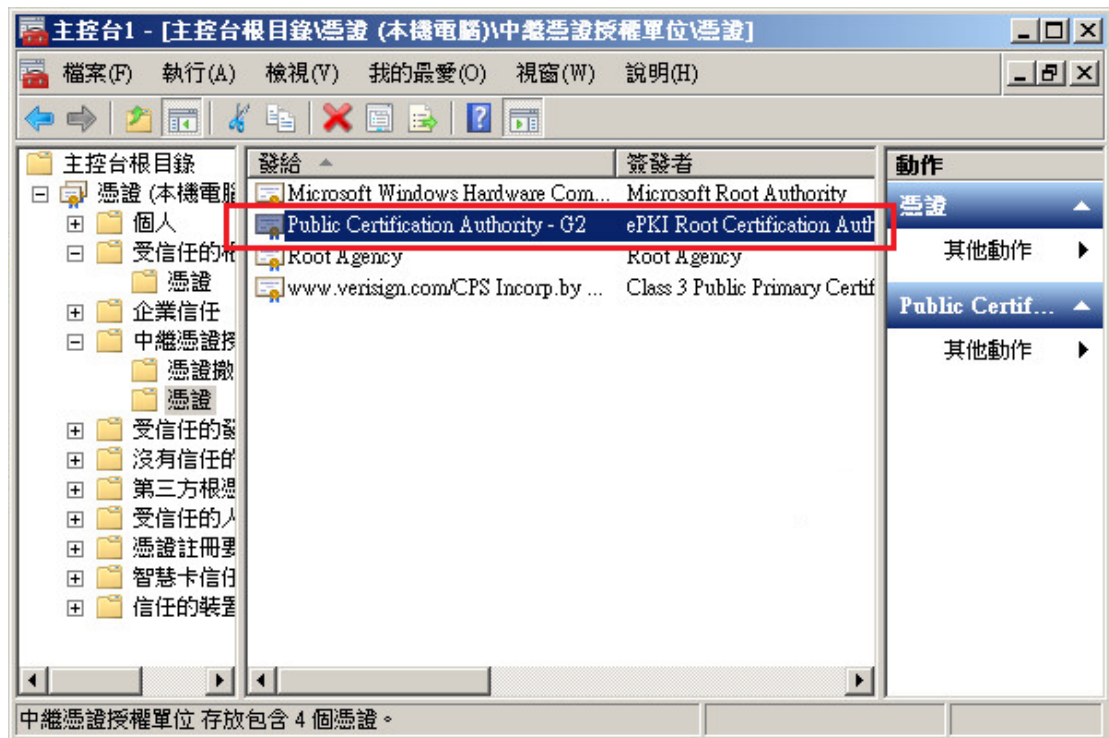 主控台1 - [主控台根目錄\憑證 (本機電腦)\中繼憑證授權單位\憑證]
檔案(F) 執行(A) 檢視(V) 我的最愛(O) 視窗(W) 說明(H)
主控台根目錄
憑證 (本機電腦
個人
受信任的根
憑證
企業信任
中繼憑證授
憑證撤
憑證
受信任的發
沒有信任的
第三方根憑
受信任的人
憑證註冊要
智慧卡信任
信任的裝置
發給 簽發者
Microsoft Windows Hardware Com... Microsoft Root Authority
Public Certification Authority - G2 ePKI Root Certification Auth
Root Agency Root Agency
www.verisign.com/CPS Incorp.by ... Class 3 Public Primary Certif
動作
憑證
其他動作
Public Certif...
其他動作
中繼憑證授權單位 存放包含 4 個憑證。